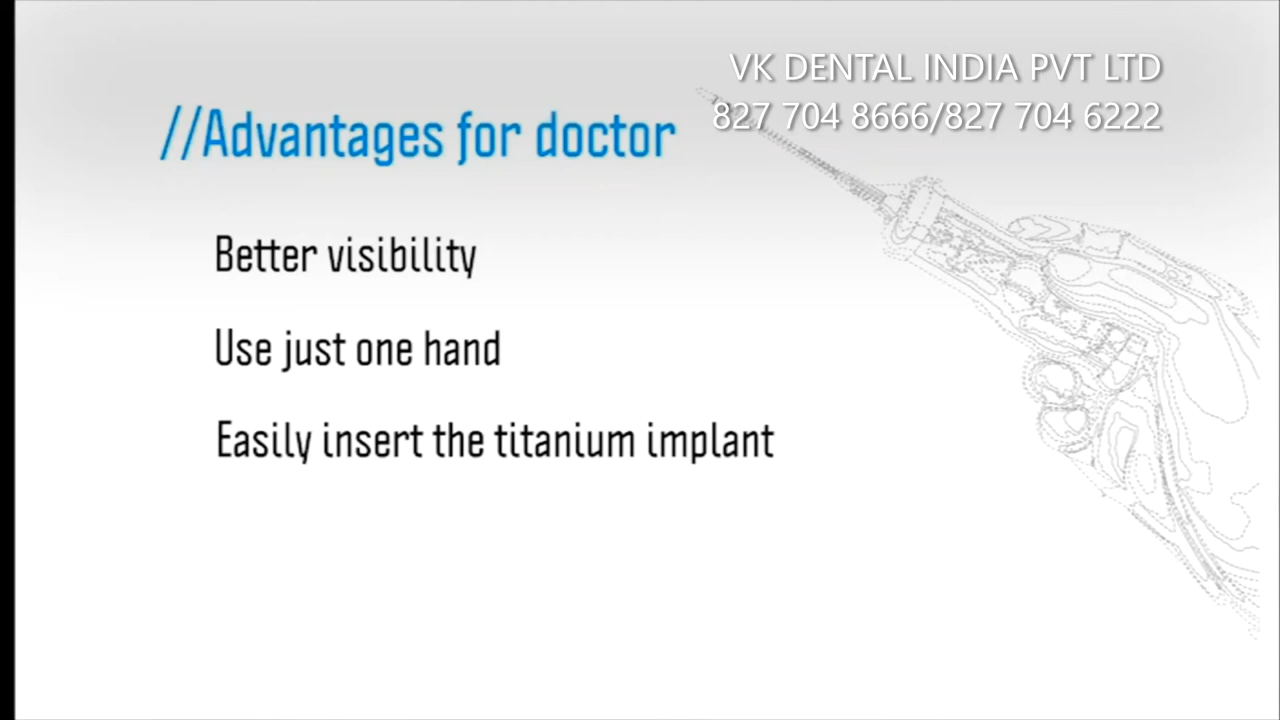 VK DENTAL INDIA PVT LTD
827 704 8666/827 704 6222
//Advantages for doctor
Better visibility
Use just one hand
Easily insert the titanium implant